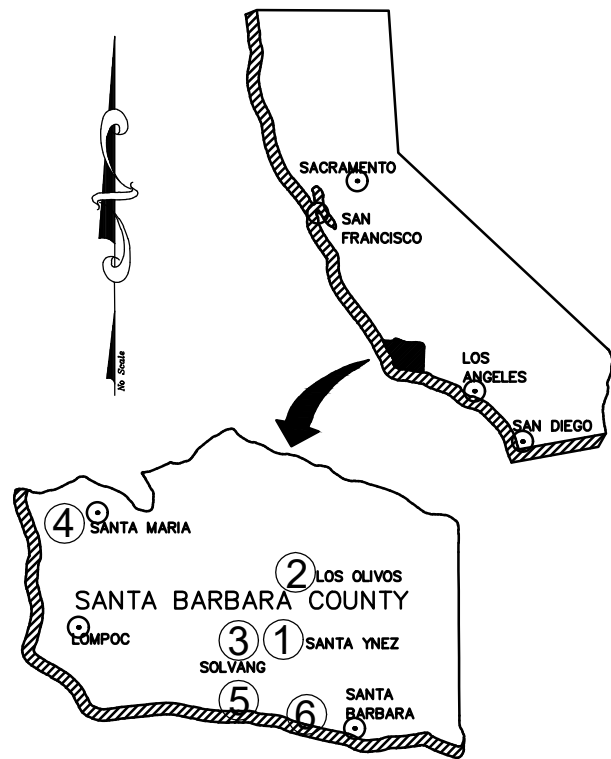 SACRAMENTO
SAN
FRANCISCO
No Scale
LOS
ANGELES
SAN DIEGO
4
SANTA MARIA
2
LOS OLIVOS
SANTA BARBARA COUNTY
LOMPOC
3
1
SANTA YNEZ
SOLVANG
5
6
SANTA
BARBARA